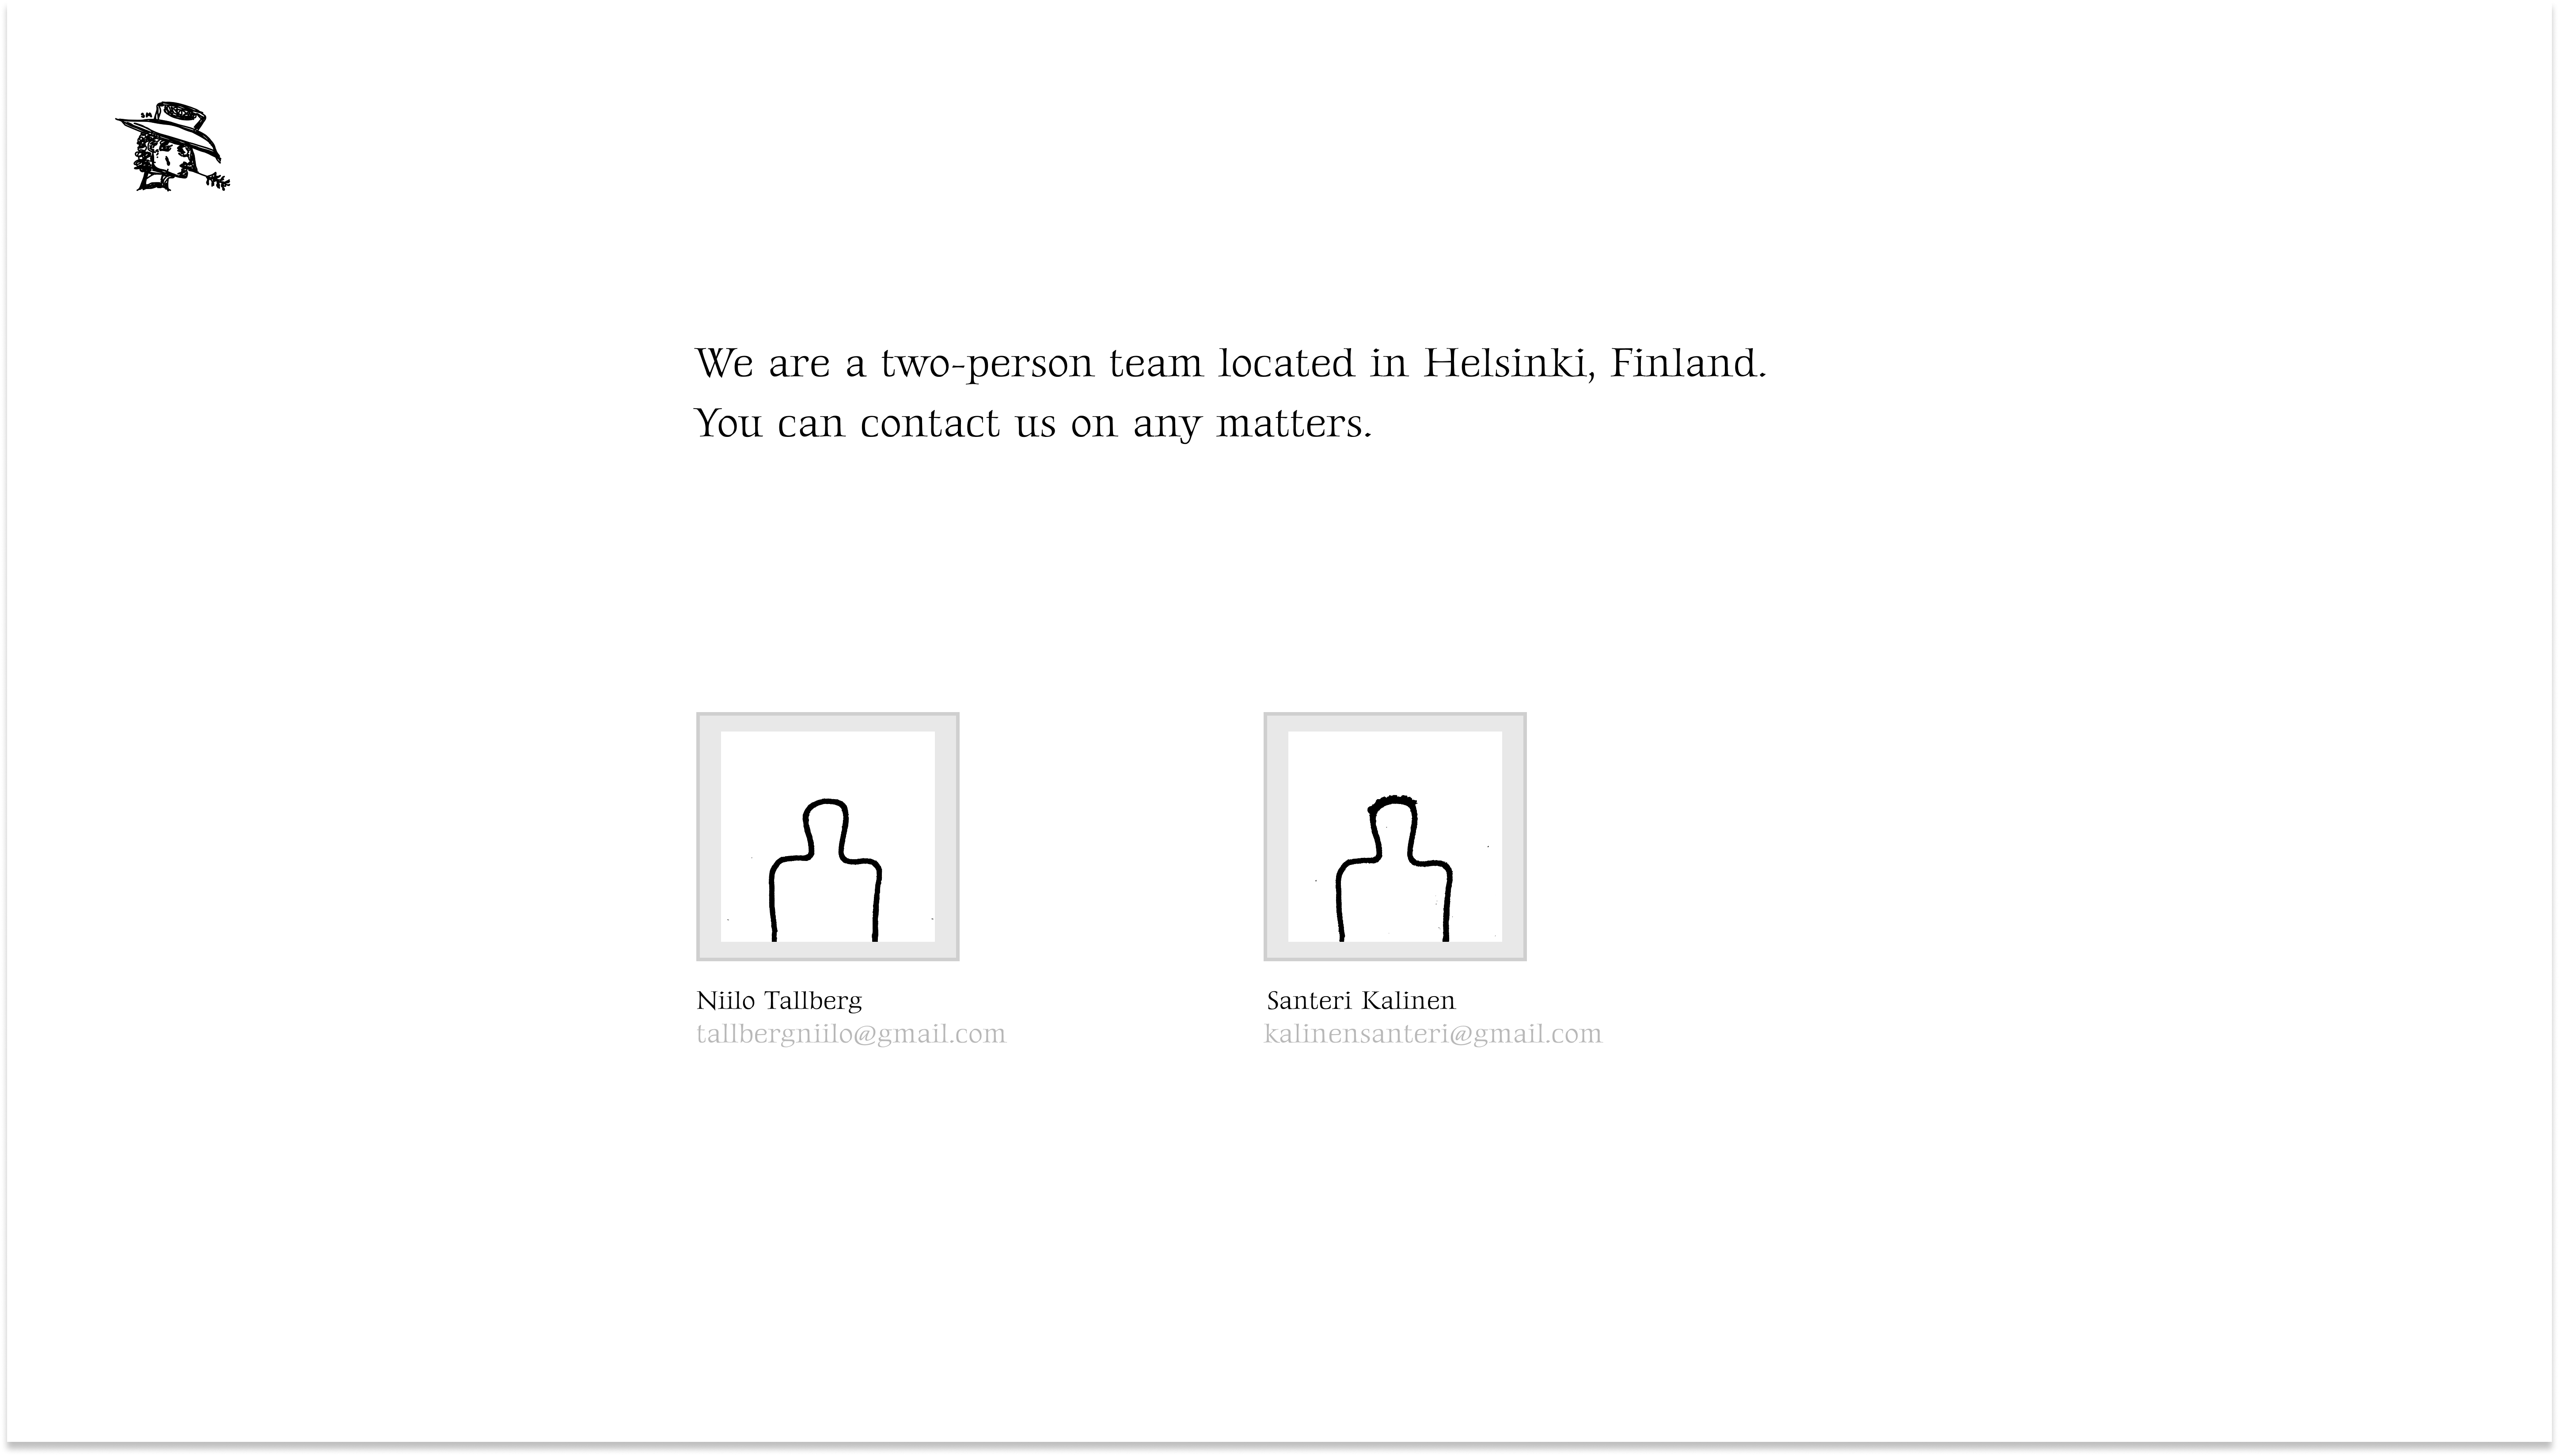 SM
We are a two-person team located in Helsinki, Finland.
You can contact us on any matters.
Niilo Tallberg
tallbergniilo@gmail.com
Santeri Kalinen
kalinensanteri@gmail.com